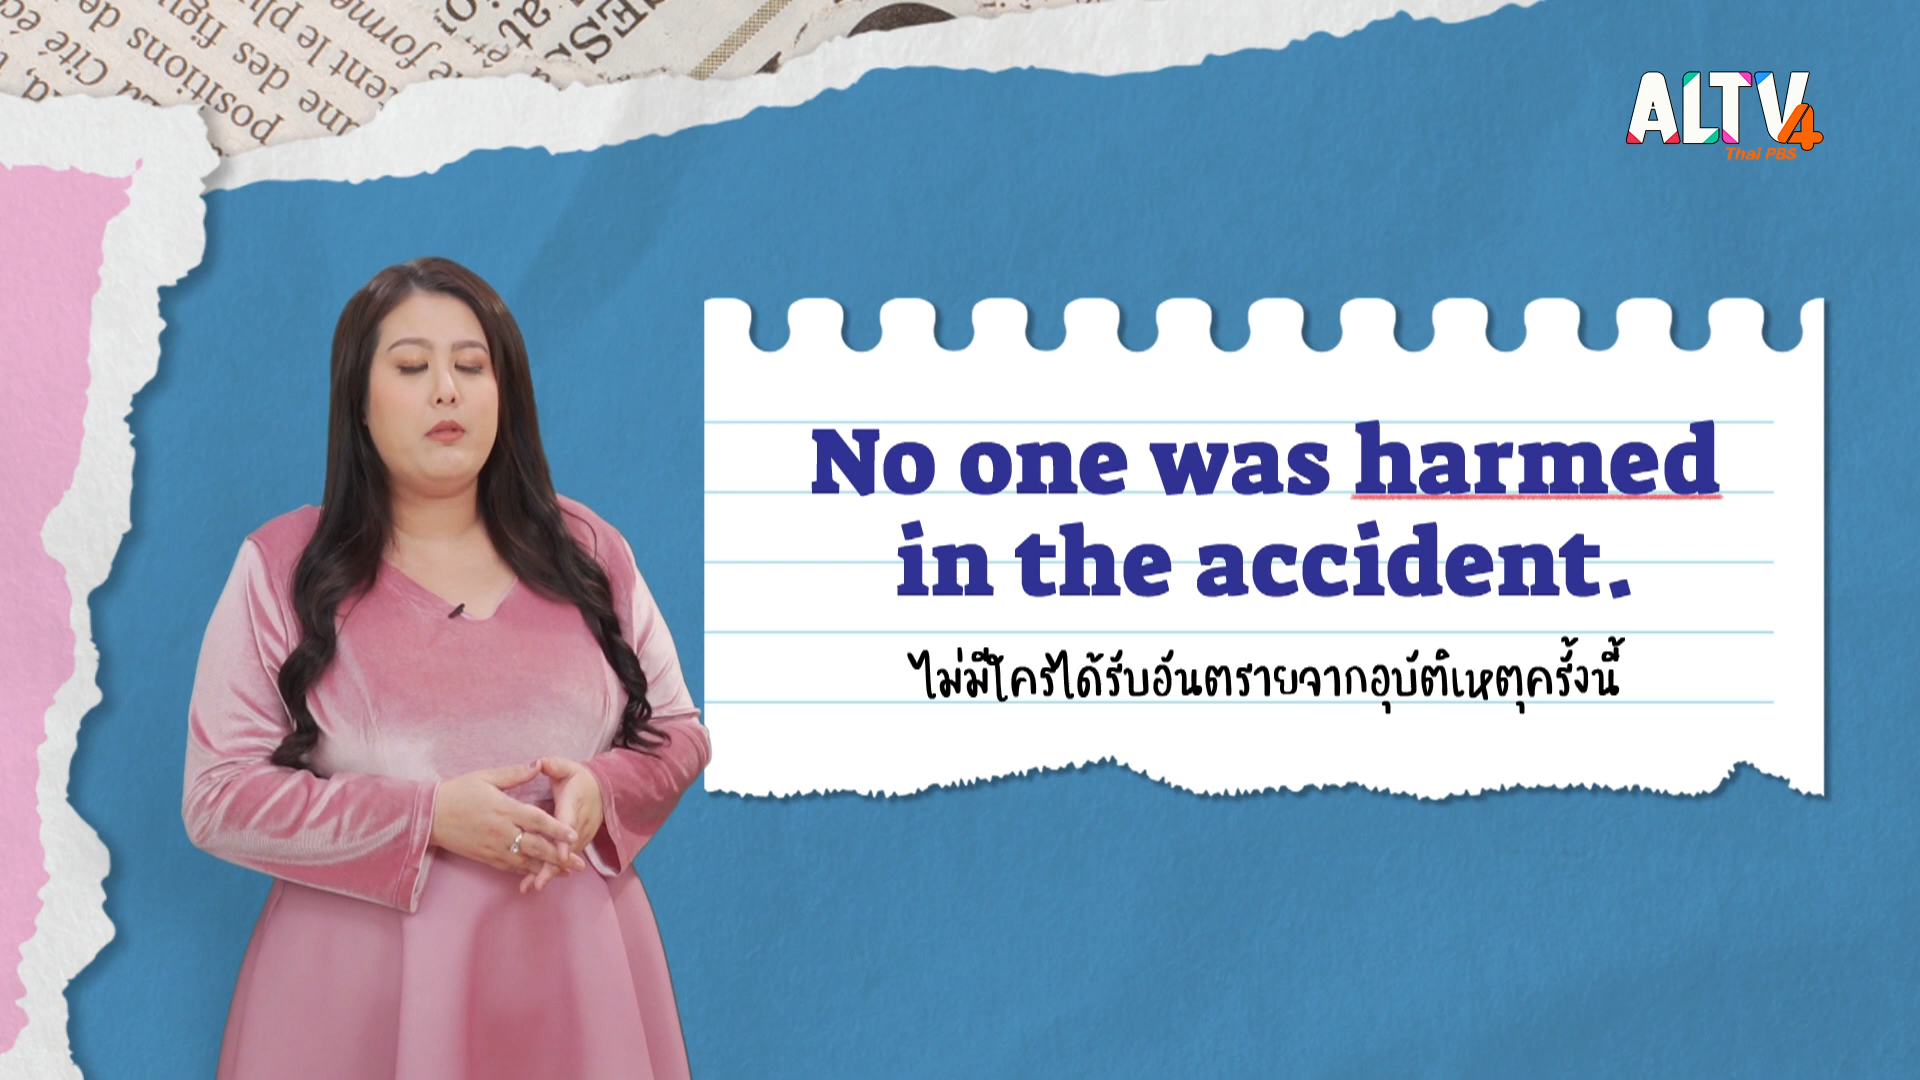 ALTV4
Thai PBS
No one was harmed
in the accident.
ไม่มีใครได้รับอันตรายจากอุบัติเหตุครั้งนี้